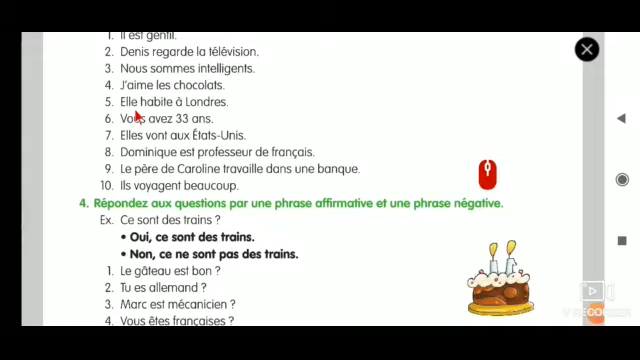 1. Il est gentil.
2. Denis regarde la télévision.
3. Nous sommes intelligents.
4. J'aime les chocolats.
5. Elle habite à Londres.
6. Vous avez 33 ans.
7. Elles vont aux États-Unis.
8. Dominique est professeur de français.
9. Le père de Caroline travaille dans une banque.
10. Ils voyagent beaucoup.
4. Répondez aux questions par une phrase affirmative et une phrase négative.
Ex. Ce sont des trains ?
• Oui, ce sont des trains.
• Non, ce ne sont pas des trains.
1. Le gâteau est bon ?
2. Tu es allemand ?
3. Marc est mécanicien ?
4. Vous êtes françaises ?